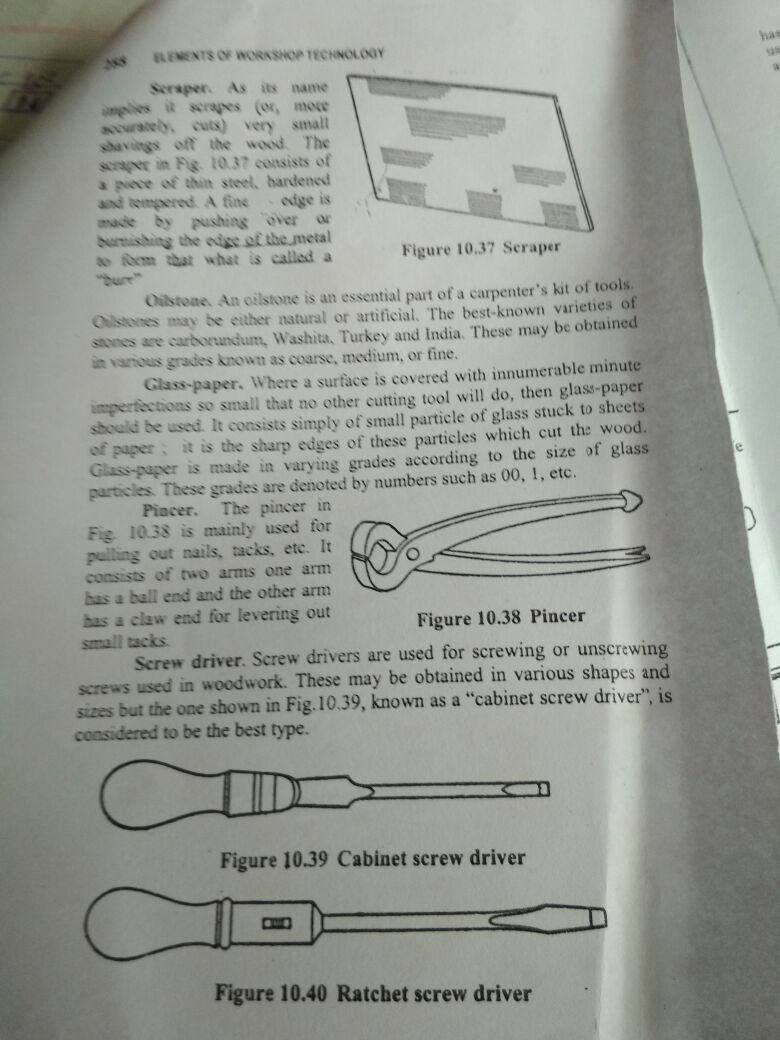 288 ELEMENTS OF WORKSHOP TECHNOLOGY
Scraper. As its name
implies it scrapes (or, more
accurately, cuts) very small
shavings off the wood. The
scraper in Fig. 10.37 consists of
a piece of thin steel, hardened
and tempered. A fine edge is
made by pushing over or
burnishing the edge of the metal
to form that what is called a
"burr"
Figure 10.37 Scraper
Oilstone. An oilstone is an essential part of a carpenter's kit of tools.
Oilstones may be either natural or artificial. The best-known varieties of
stones are carborundum, Washita, Turkey and India. These may be obtained
in various grades known as coarse, medium, or fine.
Glass-paper. Where a surface is covered with innumerable minute
imperfections so small that no other cutting tool will do, then glass-paper
should be used. It consists simply of small particle of glass stuck to sheets
of paper ; it is the sharp edges of these particles which cut the wood.
Glass-paper is made in varying grades according to the size of glass
particles. These grades are denoted by numbers such as 00, 1, etc.
Pincer. The pincer in
Fig. 10.38 is mainly used for
pulling out nails, tacks, etc. It
consists of two arms one arm
has a ball end and the other arm
has a claw end for levering out
small tacks.
Figure 10.38 Pincer
Screw driver. Screw drivers are used for screwing or unscrewing
screws used in woodwork. These may be obtained in various shapes and
sizes but the one shown in Fig.10.39, known as a "cabinet screw driver", is
considered to be the best type.
Figure 10.39 Cabinet screw driver
Figure 10.40 Ratchet screw driver